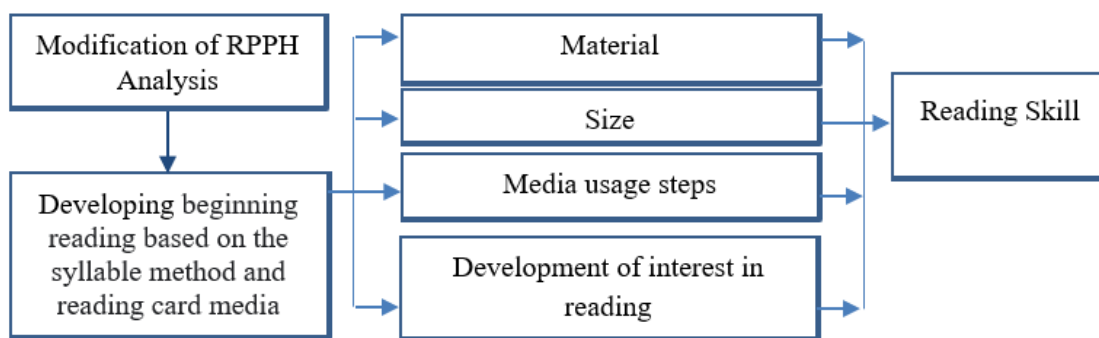 Modification of RPPH
Analysis
Developing beginning
reading based on the
syllable method and
reading card media
Material
Size
Media usage steps
Development of interest in
reading
Reading Skill